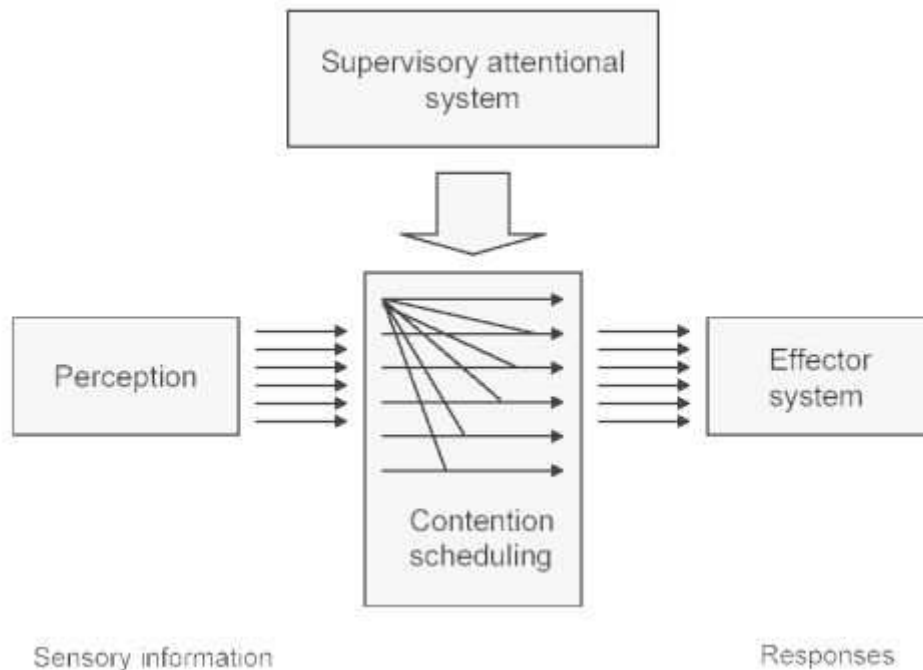 Supervisory attentional
system
Perception
Effector
system
Contention
scheduling
Sensory information
Responses